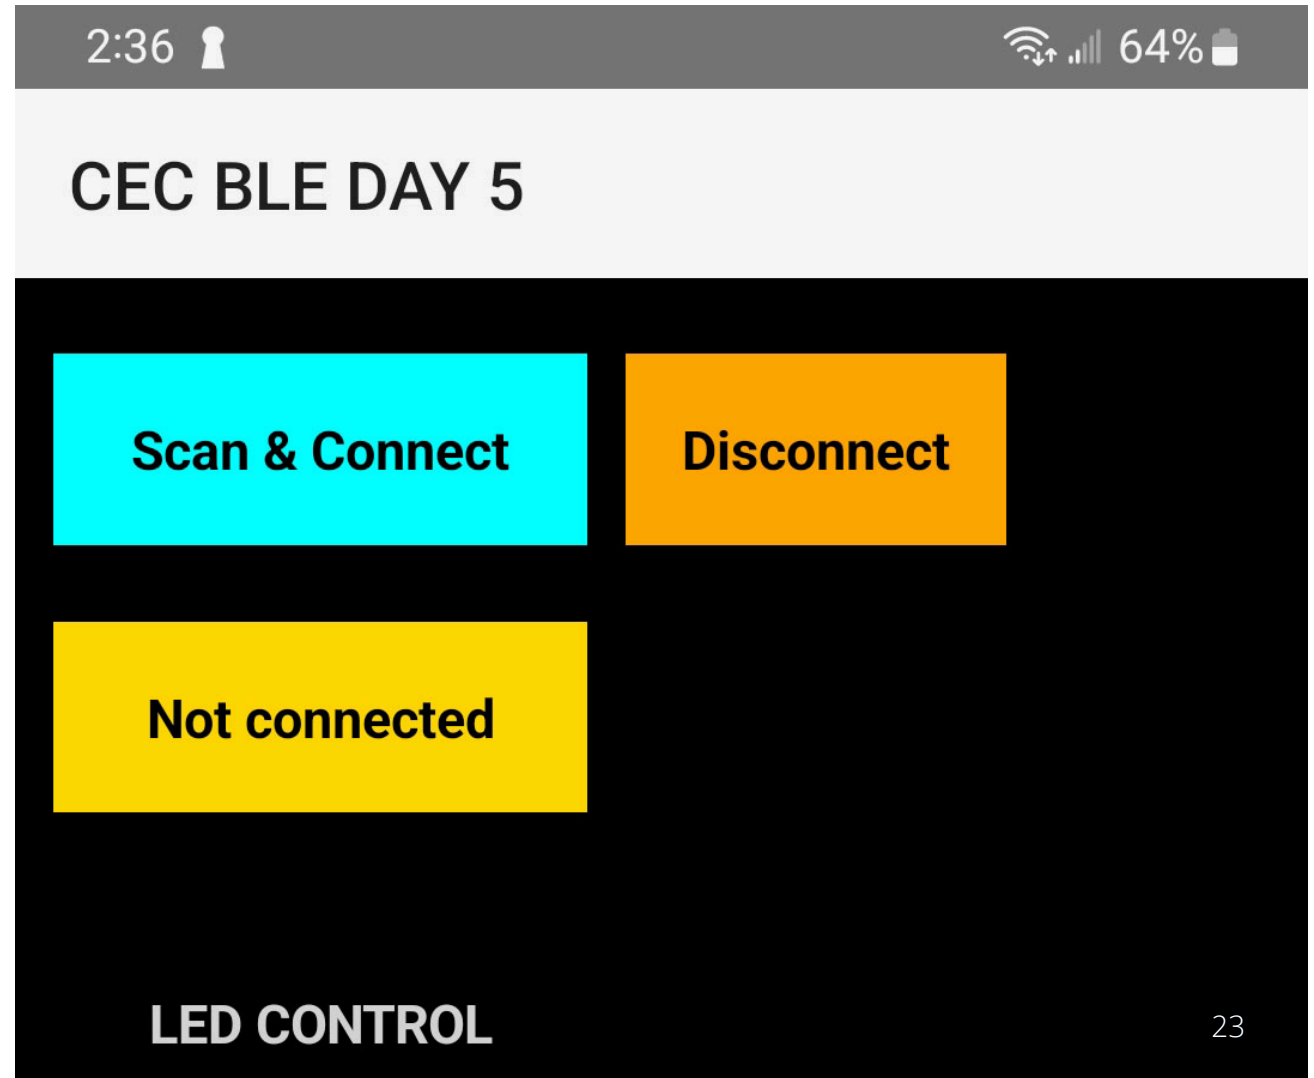 2:36 64%
CEC BLE DAY 5
Scan & Connect Disconnect
Not connected
LED CONTROL
23